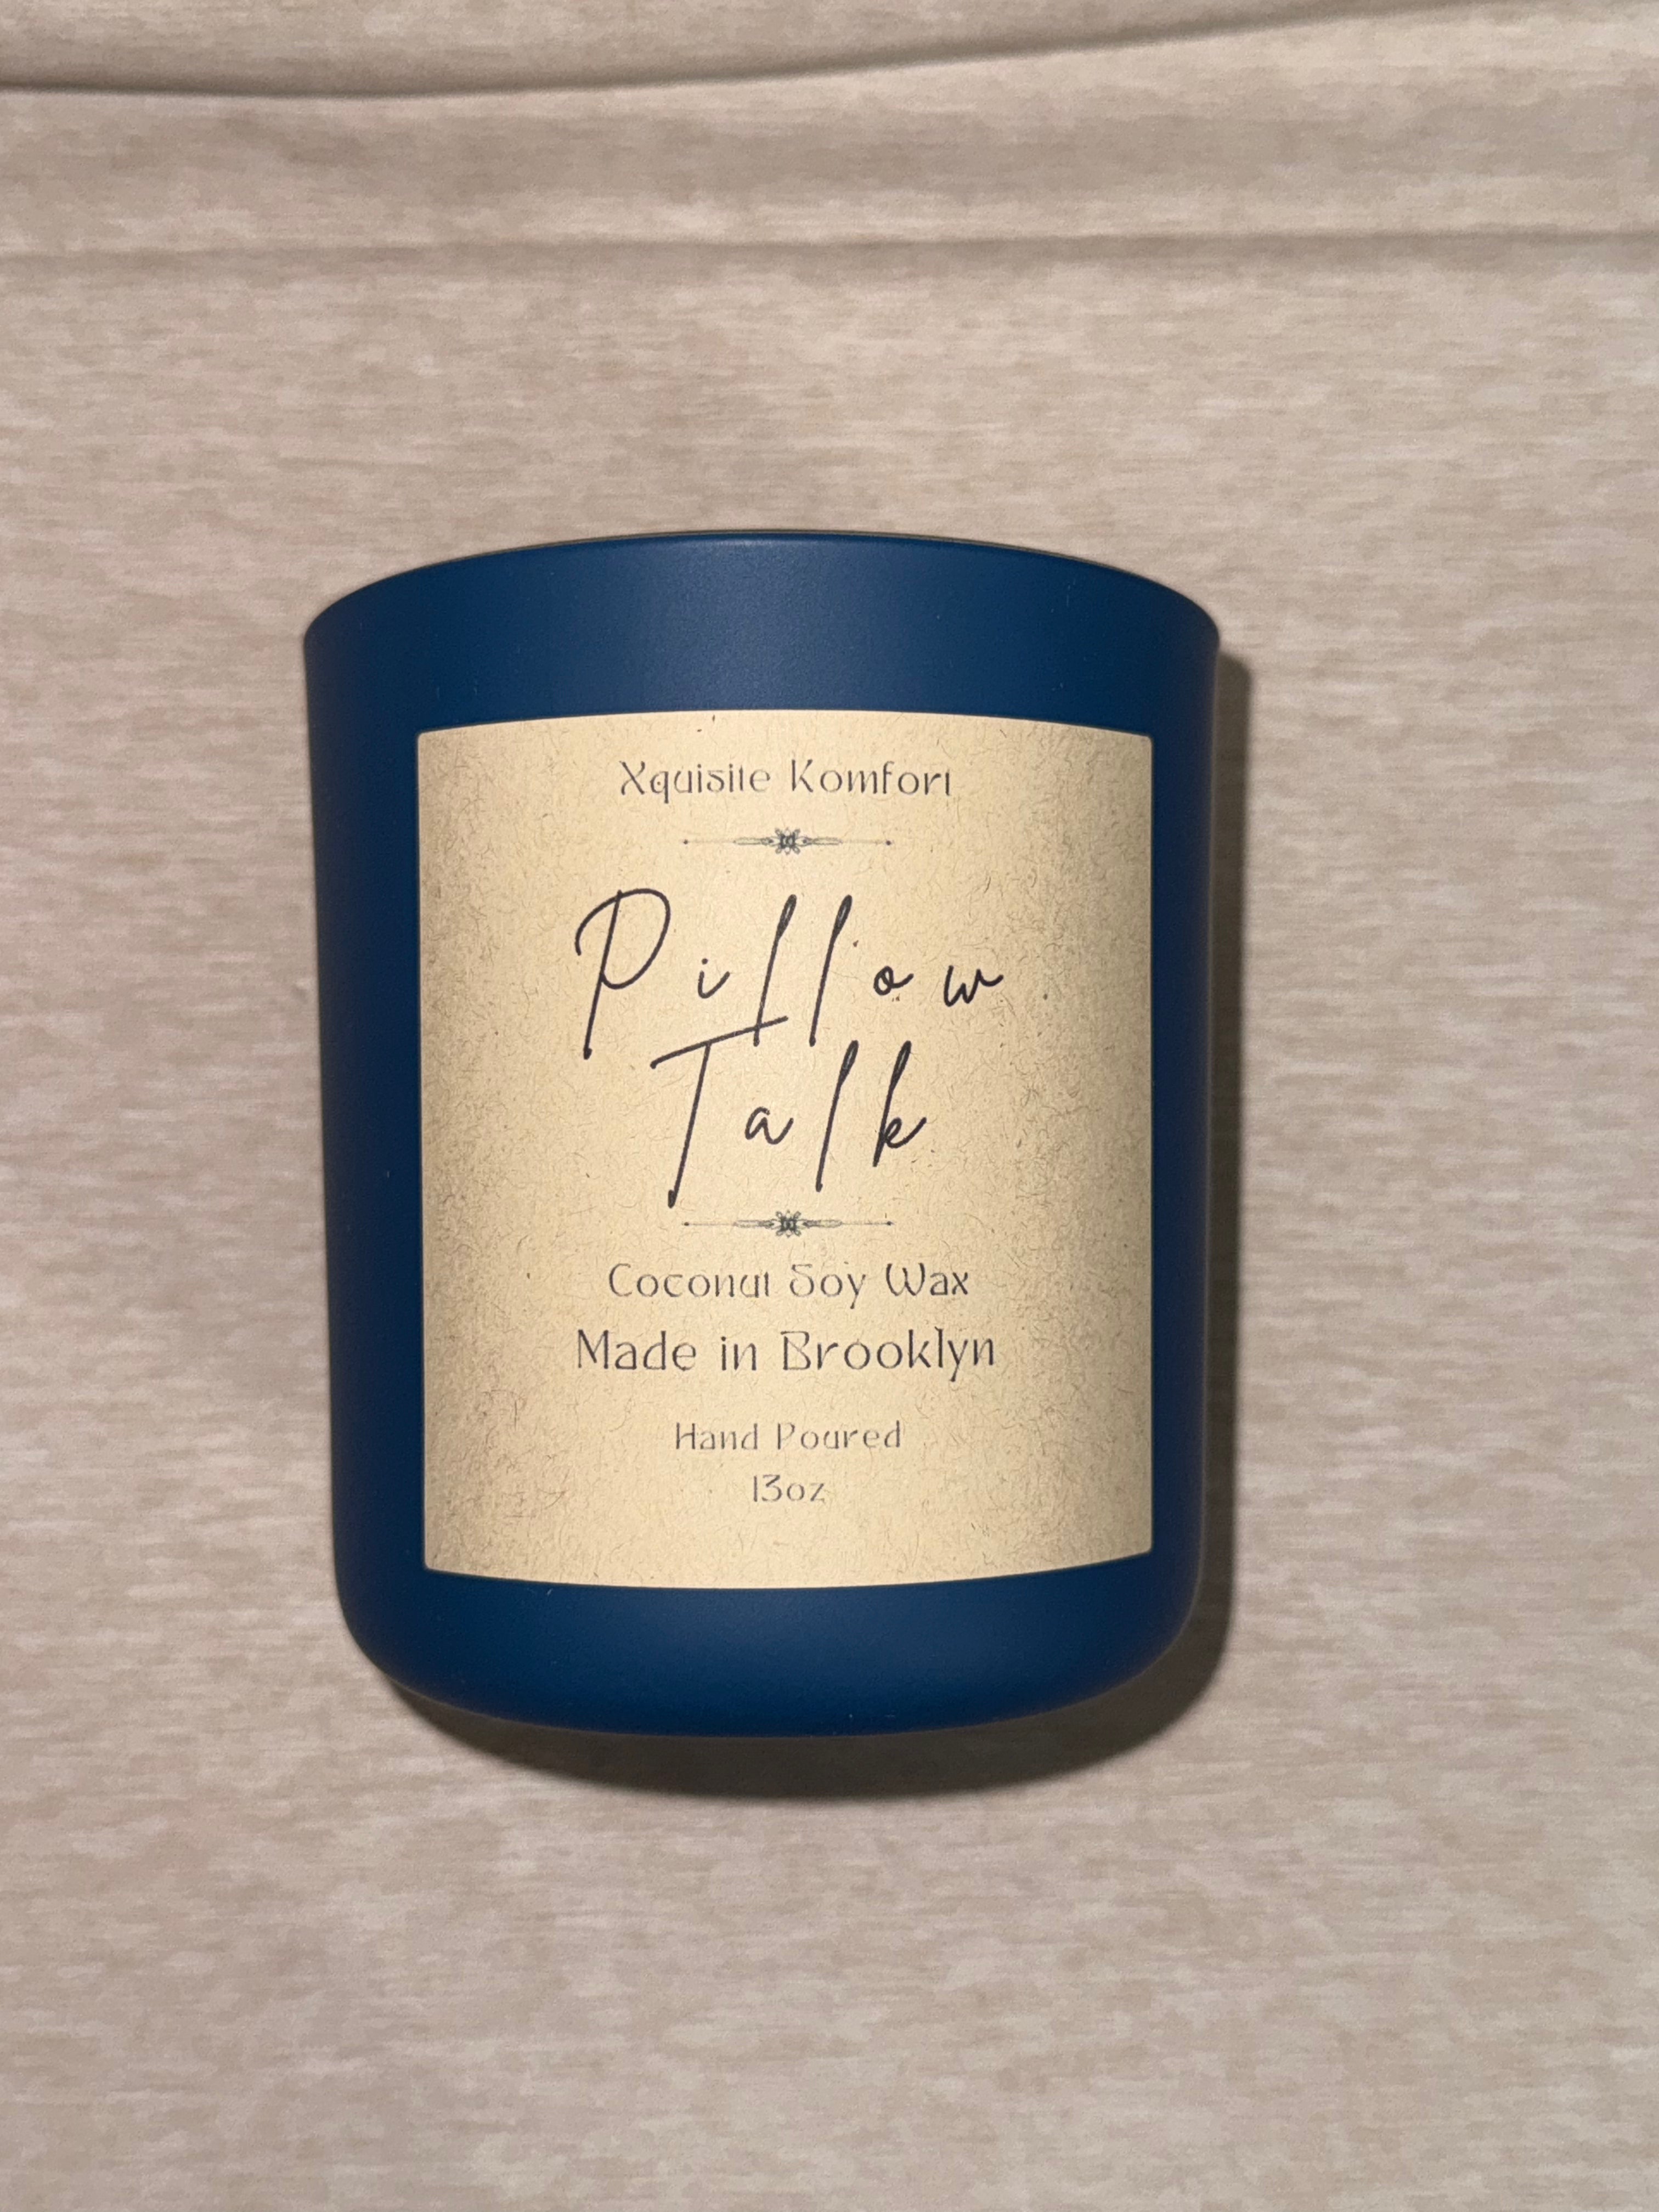 Xquisite Komfort
Pillow
Talk
Coconut Soy Wax
Made in Brooklyn
Hand Poured
13oz